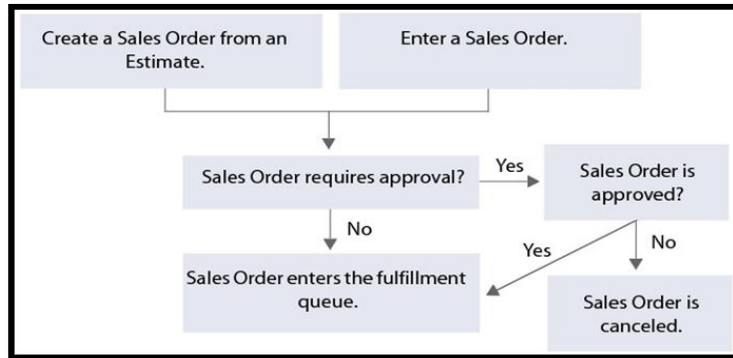 Create a Sales Order from an
Estimate.
Enter a Sales Order.
Sales Order requires approval?
Yes
Sales Order is
approved?
No
Yes
No
Sales Order enters the fulfillment
queue.
Sales Order is
canceled.